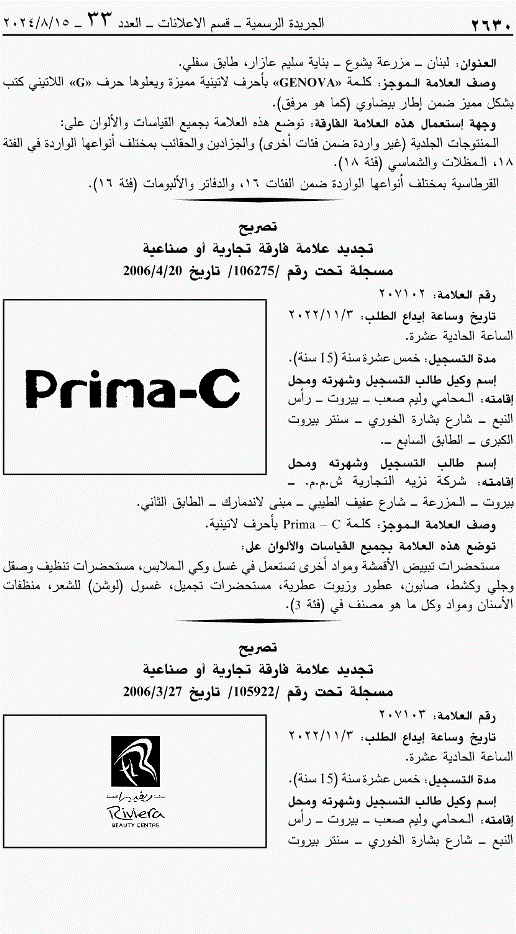 ٢٦٣٠ الجريدة الرسمية ـ قسم الاعلانات ـ العدد ٣٣ ـ ٢٠٢٤/٨/١٥
العنوان: لبنان ـ مزرعة يشوع ـ بناية سليم عازار، طابق سفلي.
وصف العلامة الموجز: كلمة «GENOVA» بأحرف لاتينية مميزة ويعلوها حرف «G» اللاتيني كتب
بشكل مميز ضمن إطار بيضاوي (كما هو مرفق).
وجهة إستعمال هذه العلامة الفارقة: توضع هذه العلامة بجميع القياسات والألوان على:
المنتوجات الجلدية (غير واردة ضمن فئات أخرى) والجزادين والحقائب بمختلف أنواعها الواردة في الفئة
١٨، المظلات والشماسي (فئة ١٨).
القرطاسية بمختلف أنواعها الواردة ضمن الفئات ١٦، والدفاتر والألبومات (فئة ١٦).
تصريح
تجديد علامة فارقة تجارية أو صناعية
مسجلة تحت رقم /106275/ تاريخ 2006/4/20
رقم العلامة: ٢٠٧١٠٢
تاريخ وساعة إيداع الطلب: ٢٠٢٢/١١/٣
الساعة الحادية عشرة.
مدة التسجيل: خمس عشرة سنة (15 سنة).
إسم وكيل طالب التسجيل وشهرته ومحل
إقامته: المحامي وليم صعب ـ بيروت ـ رأس
النبع ـ شارع بشارة الخوري ـ سنتر بيروت
الكبرى ـ الطابق السابع ـ.
Prima-C
إسم طالب التسجيل وشهرته ومحل
إقامته: شركة نزيه التجارية ش.م.م. ـ
بيروت ـ المزرعة ـ شارع عفيف الطيبي ـ مبنى لاندمارك ـ الطابق الثاني.
وصف العلامة الموجز: كلمة Prima – C بأحرف لاتينية.
توضع هذه العلامة بجميع القياسات والألوان على:
مستحضرات تبييض الأقمشة ومواد أخرى تستعمل في غسل وكي الملابس، مستحضرات تنظيف وصقل
وجلي وكشط، صابون، عطور وزيوت عطرية، مستحضرات تجميل، غسول (لوشن) للشعر، منظفات
الأسنان ومواد وكل ما هو مصنف في (فئة 3).
تصريح
تجديد علامة فارقة تجارية أو صناعية
مسجلة تحت رقم /105922/ تاريخ 2006/3/27
رقم العلامة: ٢٠٧١٠٣
تاريخ وساعة إيداع الطلب: ٢٠٢٢/١١/٣
الساعة الحادية عشرة.
مدة التسجيل: خمس عشرة سنة (15 سنة).
إسم وكيل طالب التسجيل وشهرته ومحل
إقامته: المحامي وليم صعب ـ بيروت ـ رأس
النبع ـ شارع بشارة الخوري ـ سنتر بيروت
ريفييرا
Riviera
BEAUTY CENTRE